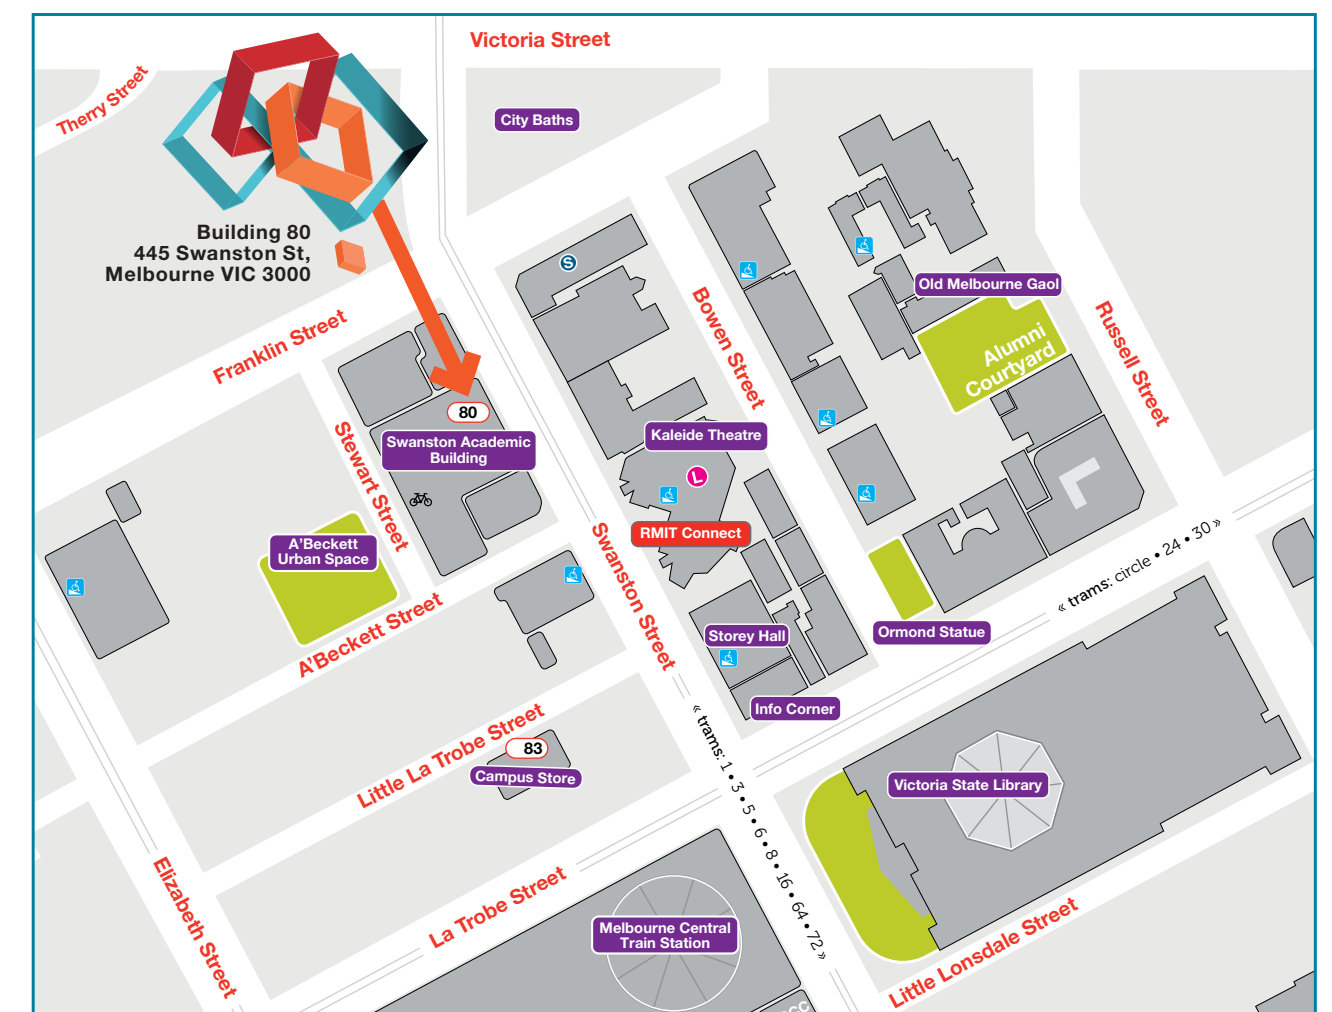 Victoria Street
Therry Street
City Baths
Building 80
445 Swanston St,
Melbourne VIC 3000
S
Old Melbourne Gaol
Bowen Street
Russell Street
Franklin Street
Alumni
Courtyard
80
Swanston Academic
Building
Kaleide Theatre
Stewart Street
L
RMIT Connect
A'Beckett
Urban Space
Swanston Street
« trams: circle • 24 • 30 »
A'Beckett Street
Storey Hall
Ormond Statue
Info Corner
Little La Trobe Street
83
Campus Store
« trams: 1 • 3 • 5 • 6 • 8 • 16 • 64 • 72 »
Victoria State Library
Elizabeth Street
La Trobe Street
Melbourne Central
Train Station
Little Lonsdale Street